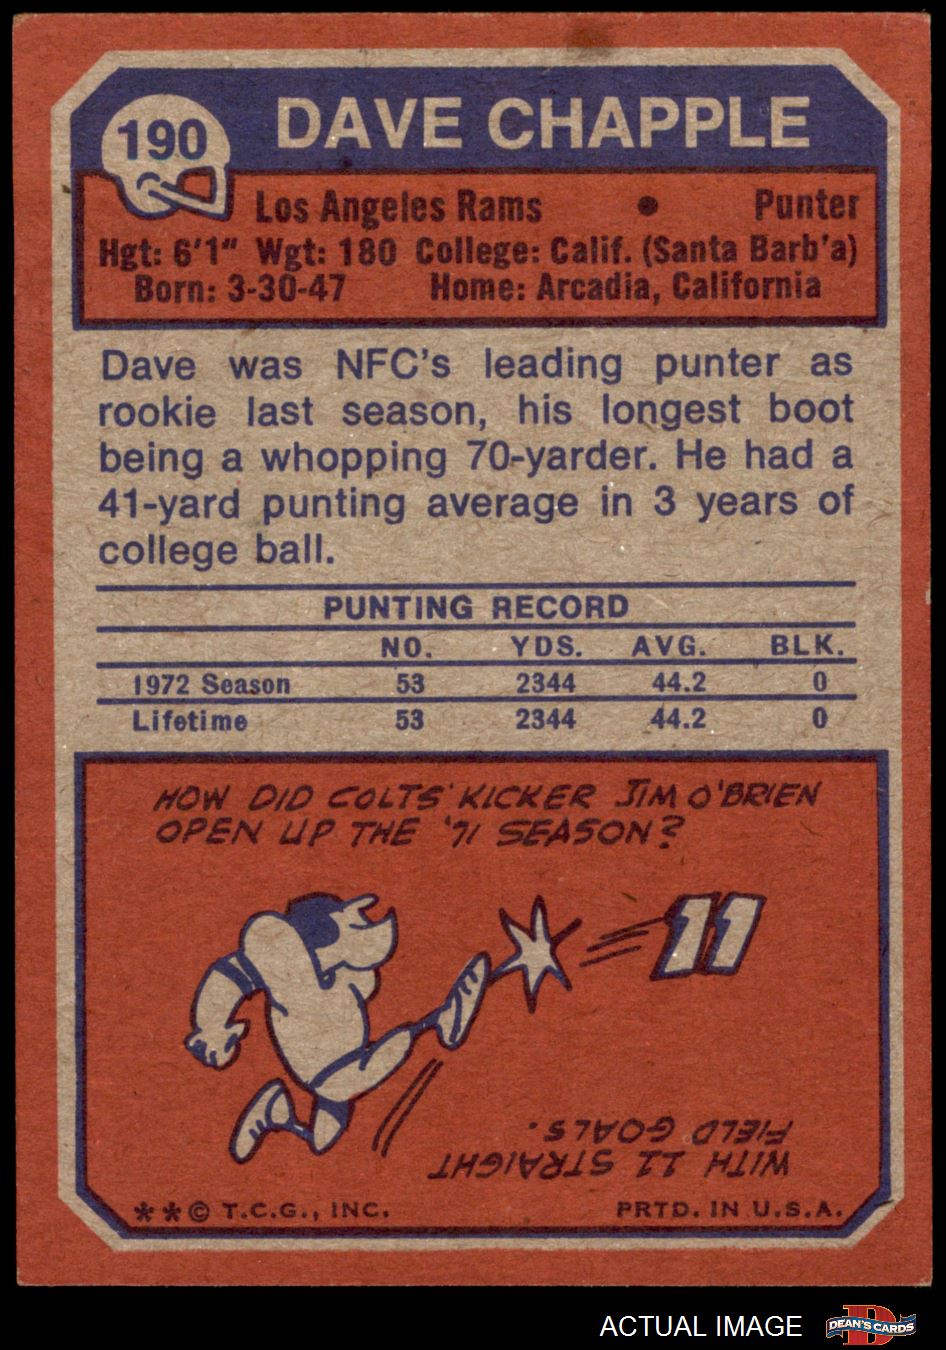 190
DAVE CHAPPLE
Los Angeles Rams • Punter
Hgt: 6'1" Wgt: 180 College: Calif. (Santa Barb'a)
Born: 3-30-47 Home: Arcadia, California
Dave was NFC's leading punter as
rookie last season, his longest boot
being a whopping 70-yarder. He had a
41-yard punting average in 3 years of
college ball.
PUNTING RECORD
NO. YDS. AVG. BLK.
1972 Season 53 2344 44.2 0
Lifetime 53 2344 44.2 0
HOW DID COLTS' KICKER JIM O'BRIEN
OPEN UP THE '71 SEASON?
11
WITH 11 STRAIGHT
FIELD GOALS.
**© T.C.G., INC. PRTD. IN U.S.A.
ACTUAL IMAGE
D
DEAN'S CARDS